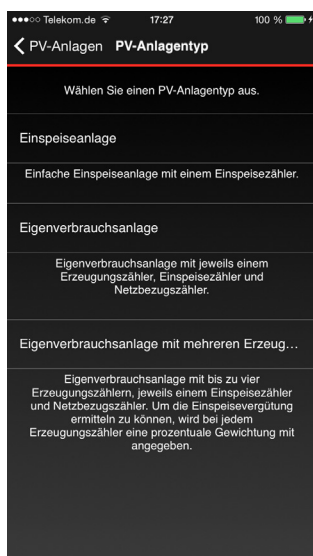 Telekom.de 17:27 100 %
PV-Anlagen PV-Anlagentyp
Wählen Sie einen PV-Anlagentyp aus.
Einspeiseanlage
Einfache Einspeiseanlage mit einem Einspeisezähler.
Eigenverbrauchsanlage
Eigenverbrauchsanlage mit jeweils einem
Erzeugungszähler, Einspeisezähler und
Netzbezugszähler.
Eigenverbrauchsanlage mit mehreren Erzeug...
Eigenverbrauchsanlage mit bis zu vier
Erzeugungszählern, jeweils einem Einspeisezähler
und Netzbezugszähler. Um die Einspeisevergütung
ermitteln zu können, wird bei jedem
Erzeugungszähler eine prozentuale Gewichtung mit
angegeben.